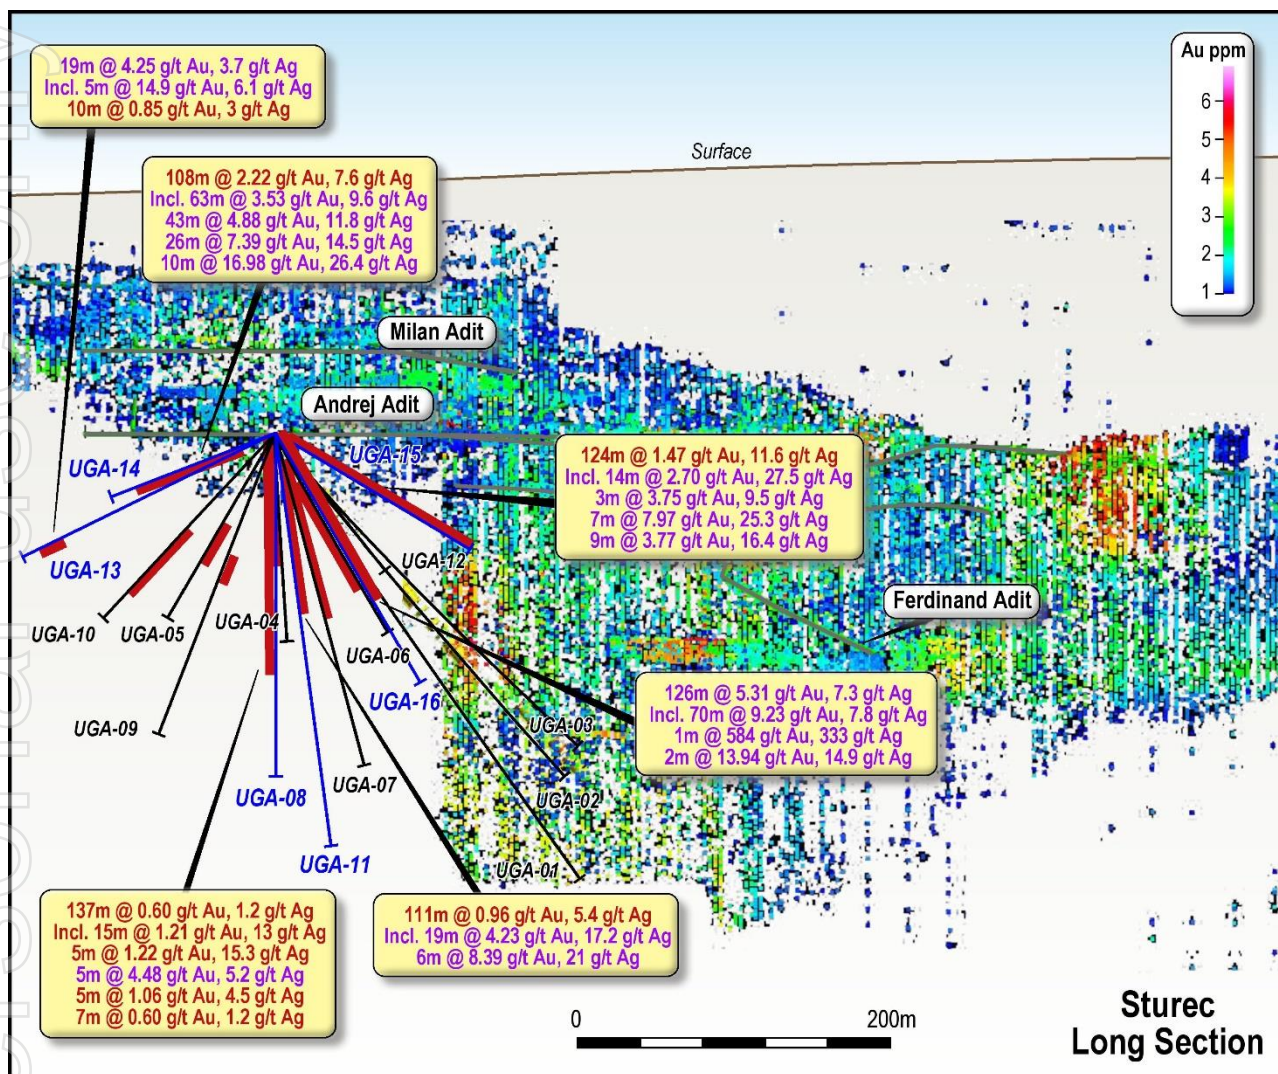 19m @ 4.25 g/t Au, 3.7 g/t Ag
Incl. 5m @ 14.9 g/t Au, 6.1 g/t Ag
10m @ 0.85 g/t Au, 3 g/t Ag
Au ppm
6
5
4
3
2
1
Surface
108m @ 2.22 g/t Au, 7.6 g/t Ag
Incl. 63m @ 3.53 g/t Au, 9.6 g/t Ag
43m @ 4.88 g/t Au, 11.8 g/t Ag
26m @ 7.39 g/t Au, 14.5 g/t Ag
10m @ 16.98 g/t Au, 26.4 g/t Ag
Milan Adit
Andrej Adit
UGA-14
UGA-15
124m @ 1.47 g/t Au, 11.6 g/t Ag
Incl. 14m @ 2.70 g/t Au, 27.5 g/t Ag
3m @ 3.75 g/t Au, 9.5 g/t Ag
7m @ 7.97 g/t Au, 25.3 g/t Ag
9m @ 3.77 g/t Au, 16.4 g/t Ag
UGA-13
UGA-12
Ferdinand Adit
UGA-10
UGA-05
UGA-04
UGA-06
UGA-16
UGA-09
UGA-03
126m @ 5.31 g/t Au, 7.3 g/t Ag
Incl. 70m @ 9.23 g/t Au, 7.8 g/t Ag
1m @ 584 g/t Au, 333 g/t Ag
2m @ 13.94 g/t Au, 14.9 g/t Ag
UGA-08
UGA-07
UGA-02
UGA-11
UGA-01
137m @ 0.60 g/t Au, 1.2 g/t Ag
Incl. 15m @ 1.21 g/t Au, 13 g/t Ag
5m @ 1.22 g/t Au, 15.3 g/t Ag
5m @ 4.48 g/t Au, 5.2 g/t Ag
5m @ 1.06 g/t Au, 4.5 g/t Ag
7m @ 0.60 g/t Au, 1.2 g/t Ag
111m @ 0.96 g/t Au, 5.4 g/t Ag
Incl. 19m @ 4.23 g/t Au, 17.2 g/t Ag
6m @ 8.39 g/t Au, 21 g/t Ag
0
200m
Sturec
Long Section